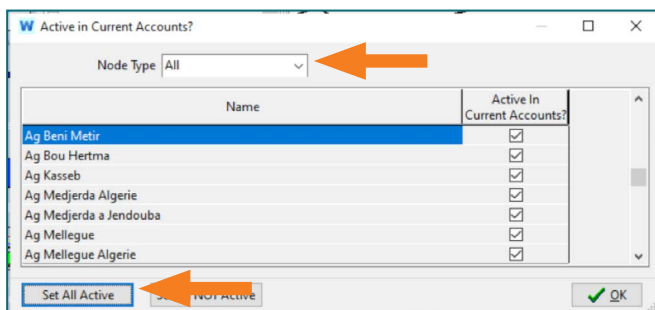 W Active in Current Accounts?
Node Type All
Name
Active In
Current Accounts?
Ag Beni Metir
Ag Bou Hertma
Ag Kasseb
Ag Medjerda Algerie
Ag Medjerda a Jendouba
Ag Mellegue
Ag Mellegue Algerie
Set All Active NOT Active OK